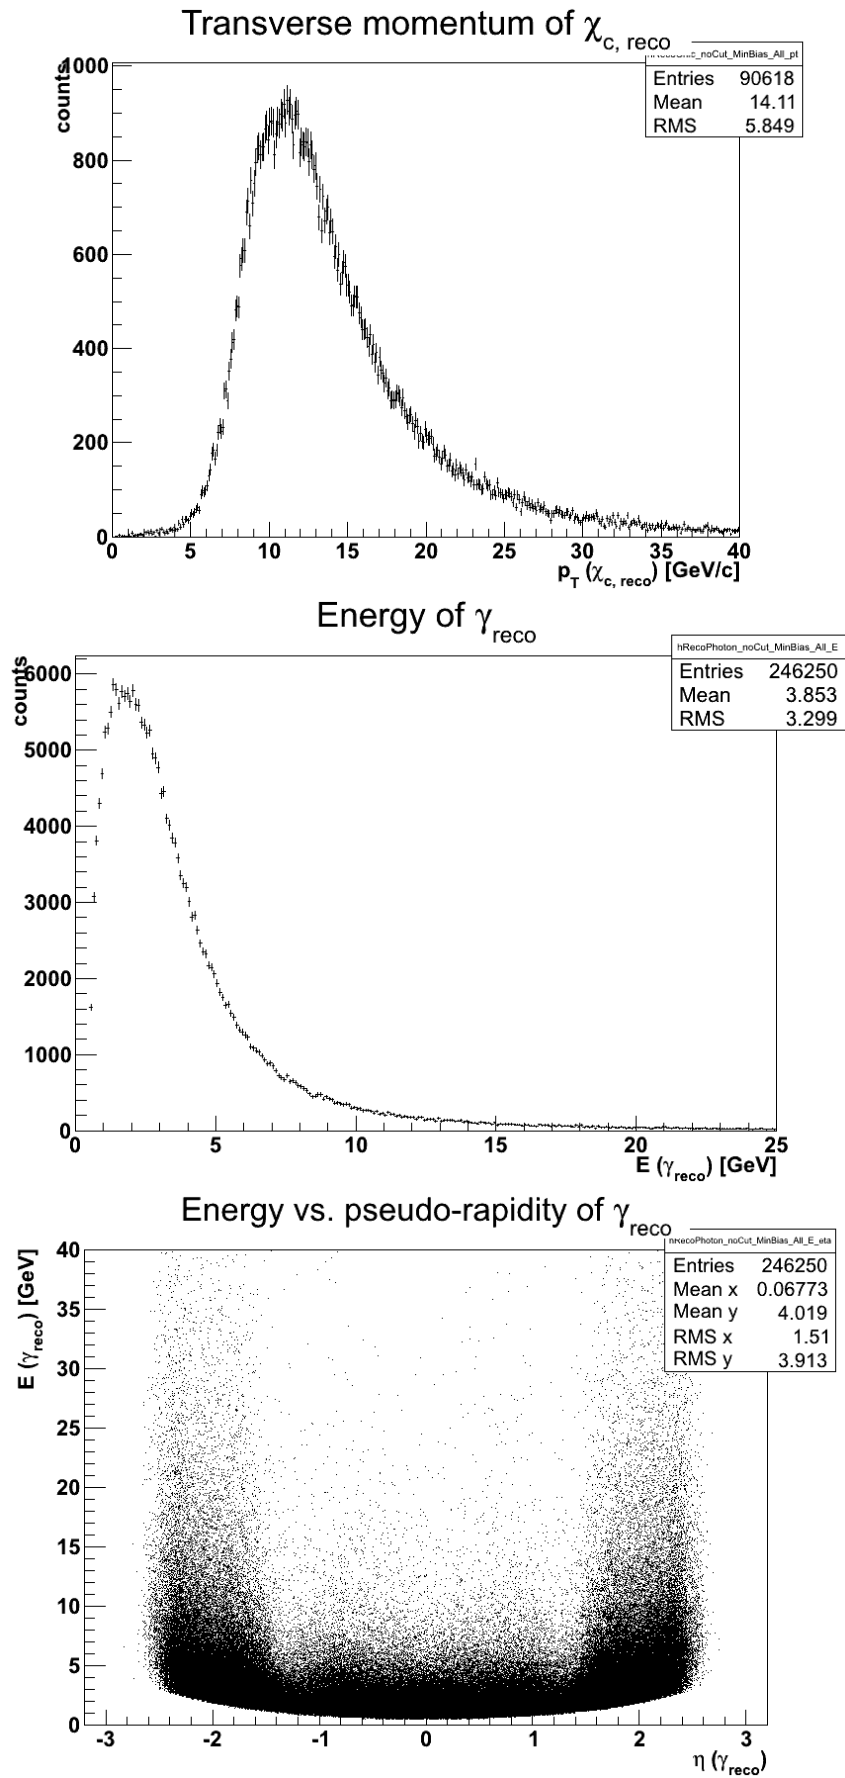 Transverse momentum of χc, reco
c_noCut_MinBias_All_pt
Entries 90618
Mean 14.11
RMS 5.849
counts
1000
800
600
400
200
0
0 5 10 15 20 25 30 35 40
pT (χc, reco) [GeV/c]
Energy of γreco
hRecoPhoton_noCut_MinBias_All_E
Entries 246250
Mean 3.853
RMS 3.299
counts
6000
5000
4000
3000
2000
1000
0
0 5 10 15 20 25
E (γreco) [GeV]
Energy vs. pseudo-rapidity of γreco
hRecoPhoton_noCut_MinBias_All_E_eta
Entries 246250
Mean x 0.06773
Mean y 4.019
RMS x 1.51
RMS y 3.913
E (γreco) [GeV]
40
35
30
25
20
15
10
5
0
-3 -2 -1 0 1 2 3
η (γreco)